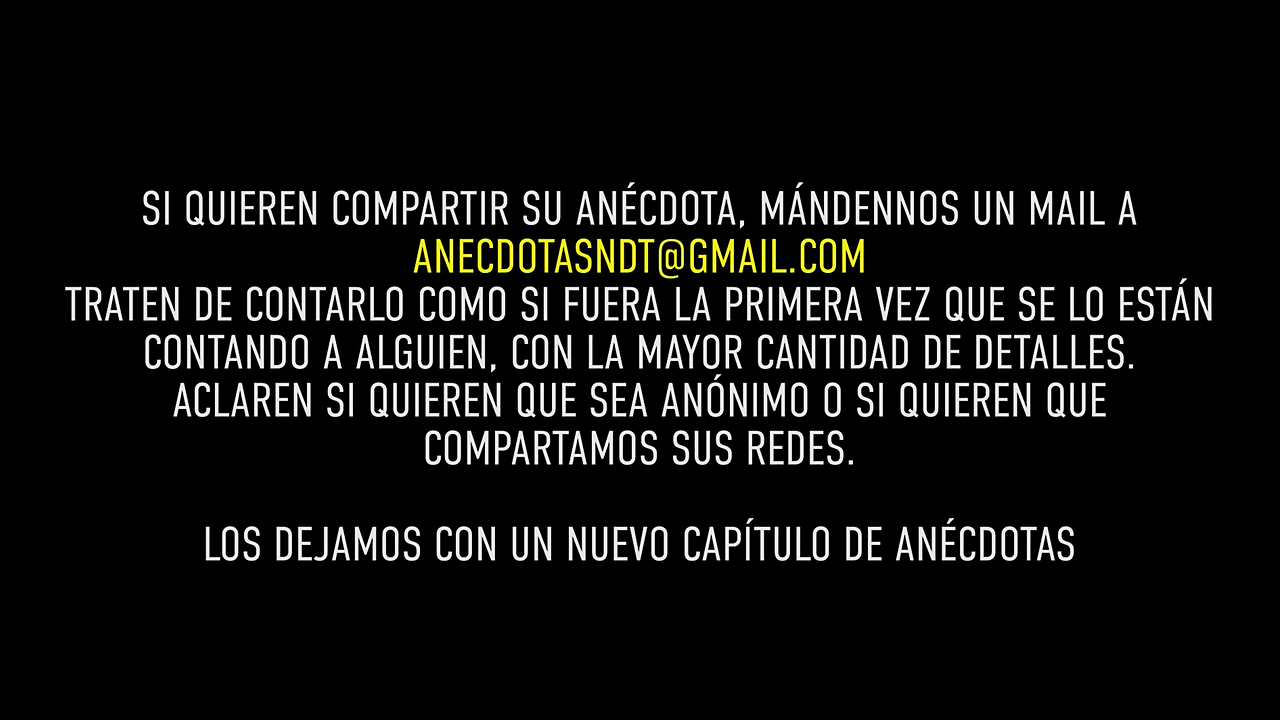 SI QUIEREN COMPARTIR SU ANÉCDOTA, MÁNDENNOS UN MAIL A
ANECDOTASNDT@GMAIL.COM
TRATEN DE CONTARLO COMO SI FUERA LA PRIMERA VEZ QUE SE LO ESTÁN
CONTANDO A ALGUIEN, CON LA MAYOR CANTIDAD DE DETALLES.
ACLAREN SI QUIEREN QUE SEA ANÓNIMO O SI QUIEREN QUE
COMPARTAMOS SUS REDES.
LOS DEJAMOS CON UN NUEVO CAPÍTULO DE ANÉCDOTAS